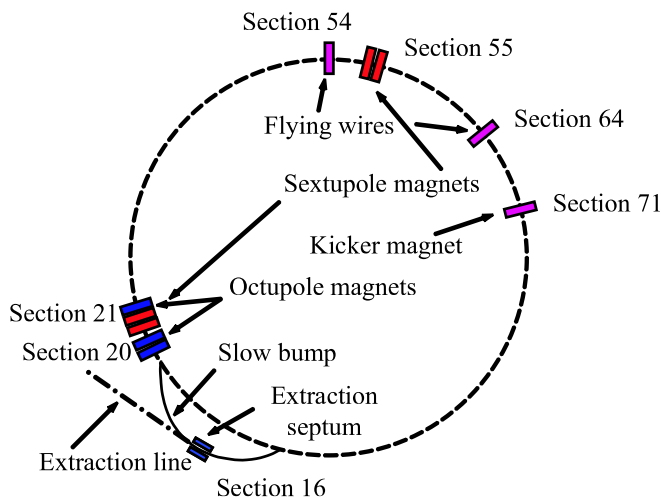 Section 54
Section 55
Flying wires
Section 64
Sextupole magnets
Section 71
Kicker magnet
Octupole magnets
Section 21
Section 20
Slow bump
Extraction
septum
Extraction line
Section 16